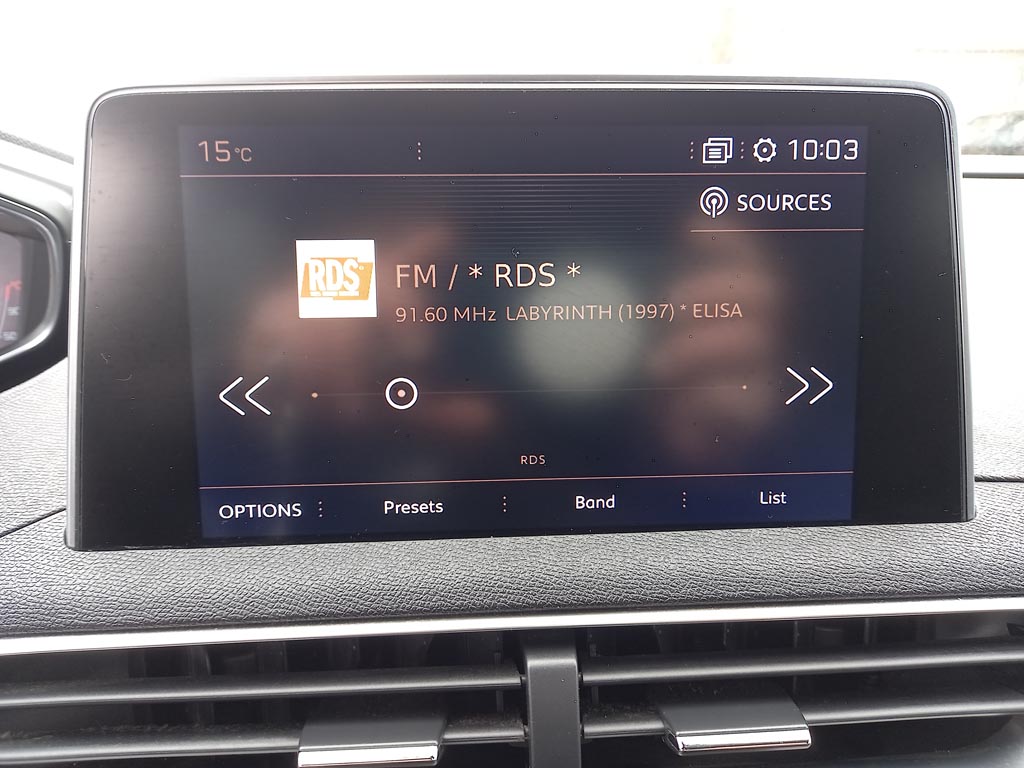 15°C
10:03
SOURCES
RDS
FM / * RDS *
91.60 MHz LABYRINTH (1997) * ELISA
RDS
OPTIONS
Presets
Band
List